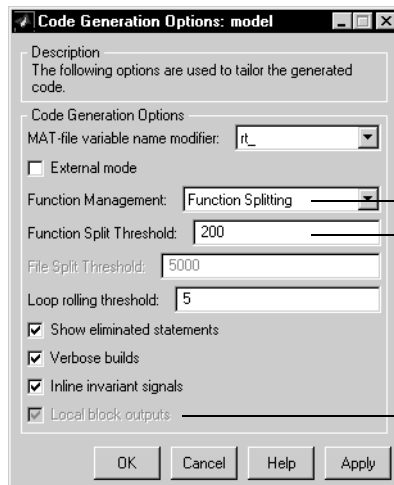 Code Generation Options: model
Description
The following options are used to tailor the generated
code.
Code Generation Options
MAT-file variable name modifier: rt_
External mode
Function Management: Function Splitting
Function Split Threshold: 200
File Split Threshold: 5000
Loop rolling threshold: 5
Show eliminated statements
Verbose builds
Inline invariant signals
Local block outputs
OK Cancel Help Apply